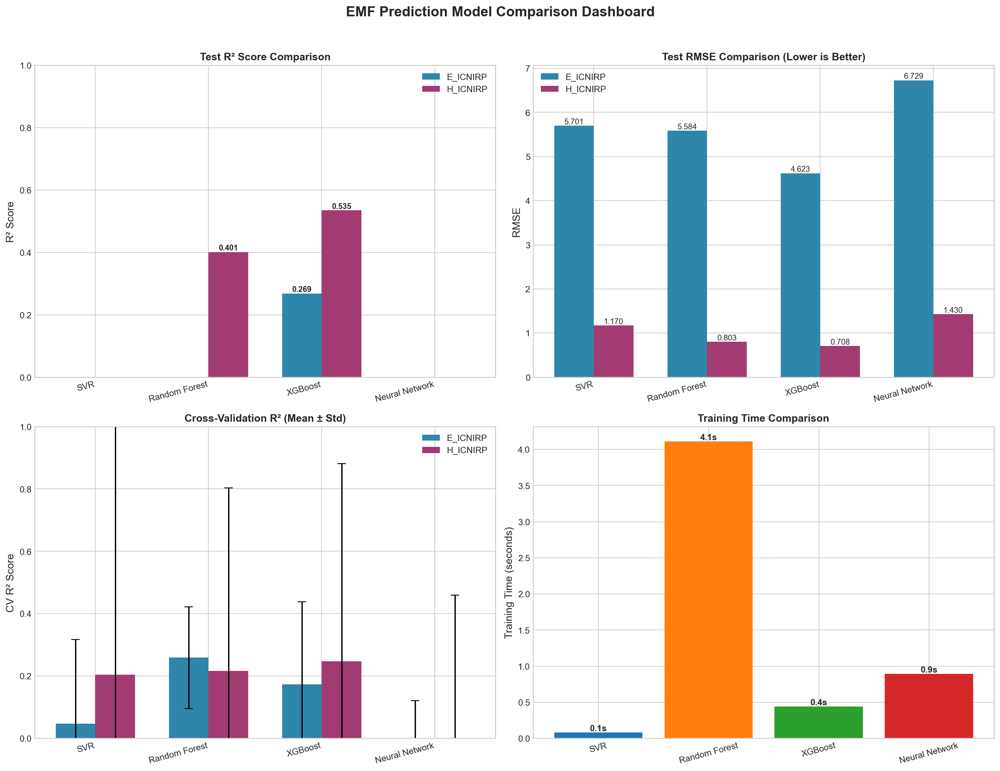 EMF Prediction Model Comparison Dashboard
Test R² Score Comparison
R² Score
1.0
0.8
0.6
0.4
0.2
0.0
E_ICNIRP
H_ICNIRP
0.401
0.269
0.535
SVR
Random Forest
XGBoost
Neural Network
Test RMSE Comparison (Lower is Better)
RMSE
7
6
5
4
3
2
1
0
E_ICNIRP
H_ICNIRP
5.701
1.170
5.584
0.803
4.623
0.708
6.729
1.430
SVR
Random Forest
XGBoost
Neural Network
Cross-Validation R² (Mean ± Std)
CV R² Score
1.0
0.8
0.6
0.4
0.2
0.0
E_ICNIRP
H_ICNIRP
SVR
Random Forest
XGBoost
Neural Network
Training Time Comparison
Training Time (seconds)
4.0
3.5
3.0
2.5
2.0
1.5
1.0
0.5
0.0
0.1s
4.1s
0.4s
0.9s
SVR
Random Forest
XGBoost
Neural Network